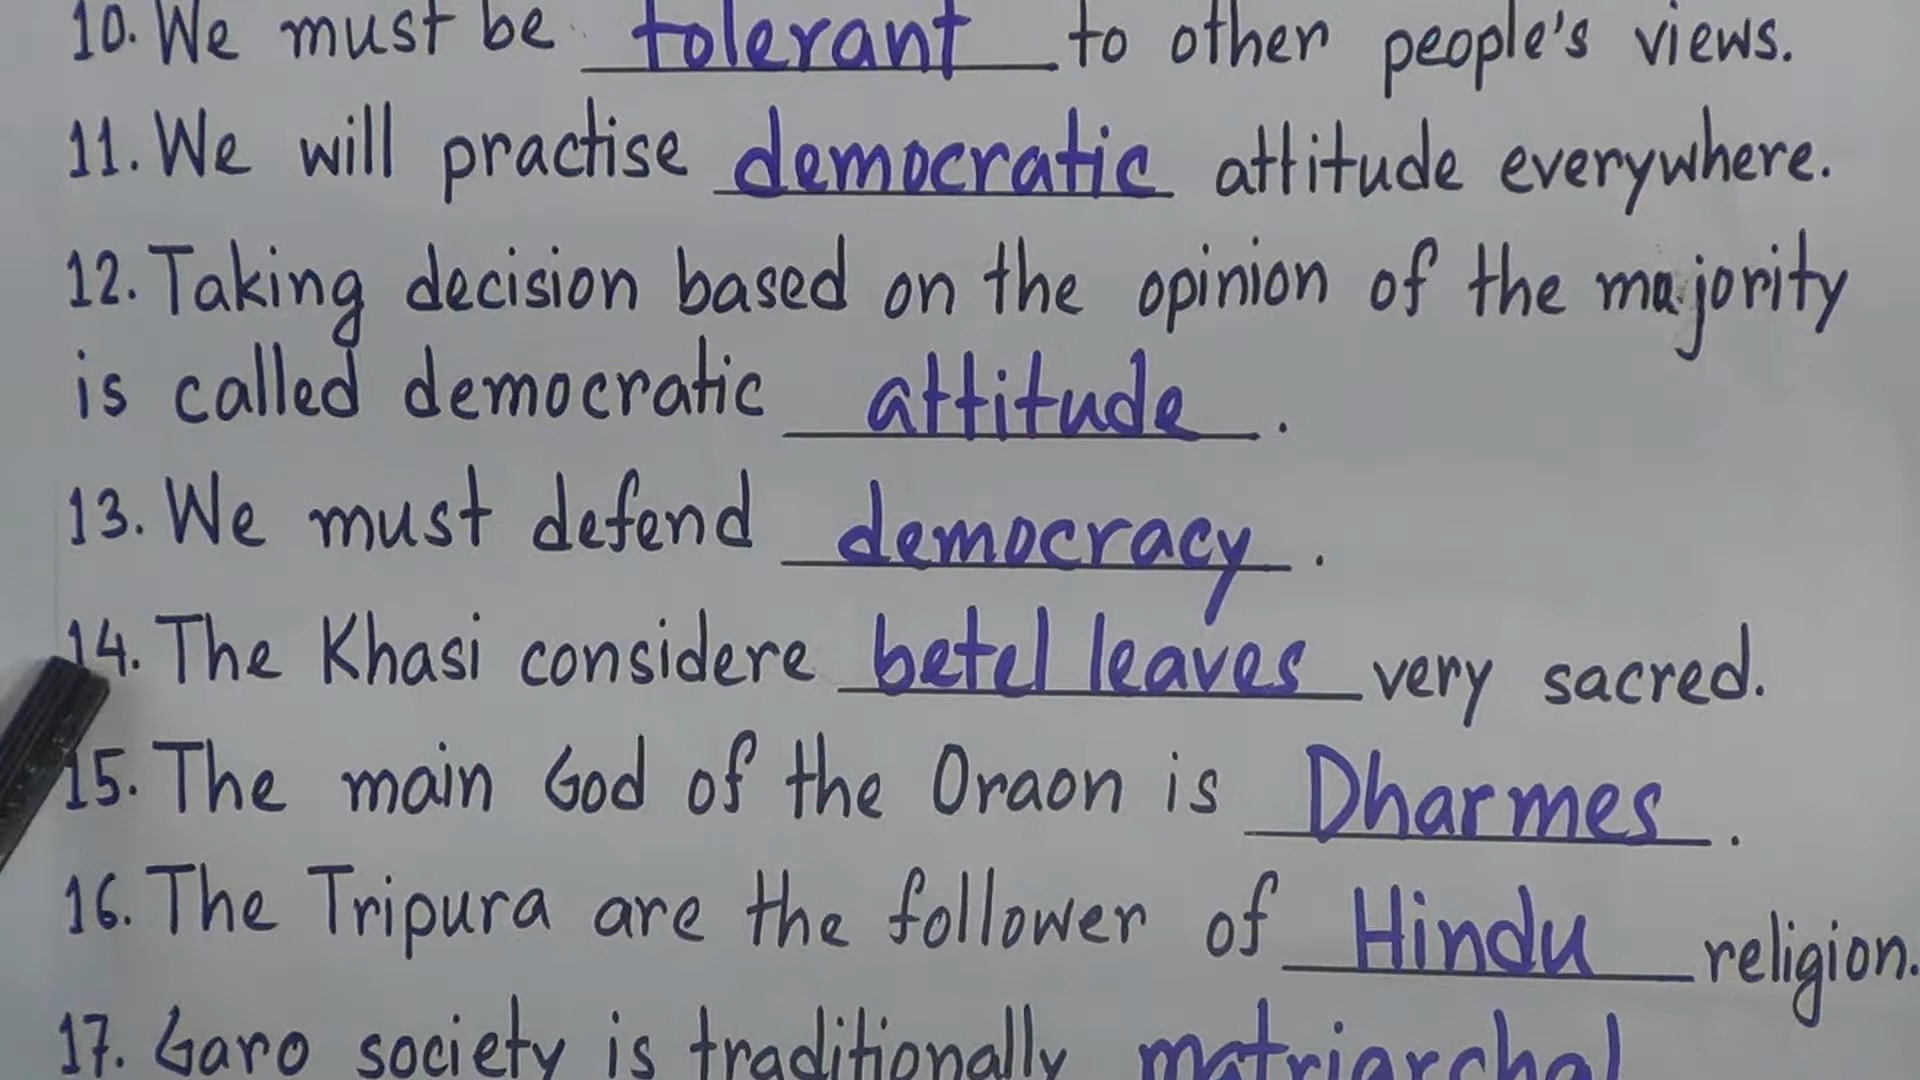 10. We must be tolerant to other people's views.
11. We will practise democratic attitude everywhere.
12. Taking decision based on the opinion of the majority
is called democratic attitude.
13. We must defend democracy.
14. The Khasi considere betel leaves very sacred.
15. The main God of the Oraon is Dharmes.
16. The Tripura are the follower of Hindu religion.
17. Garo society is traditionally matriarchal